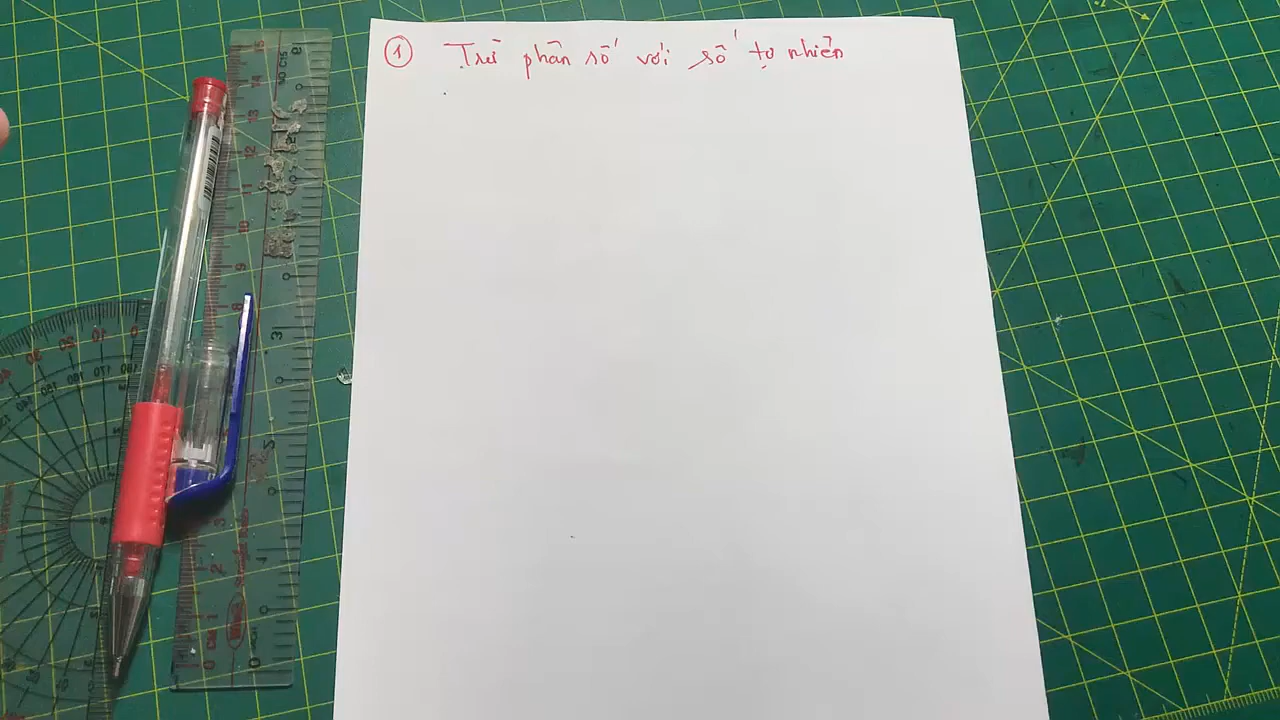 ① Trừ phân số với số tự nhiên